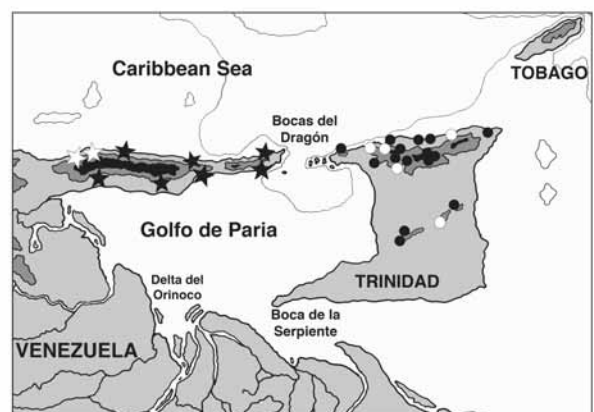 Caribbean Sea
TOBAGO
Bocas del
Dragón
Golfo de Paria
TRINIDAD
Delta del
Orinoco
Boca de la
Serpiente
VENEZUELA